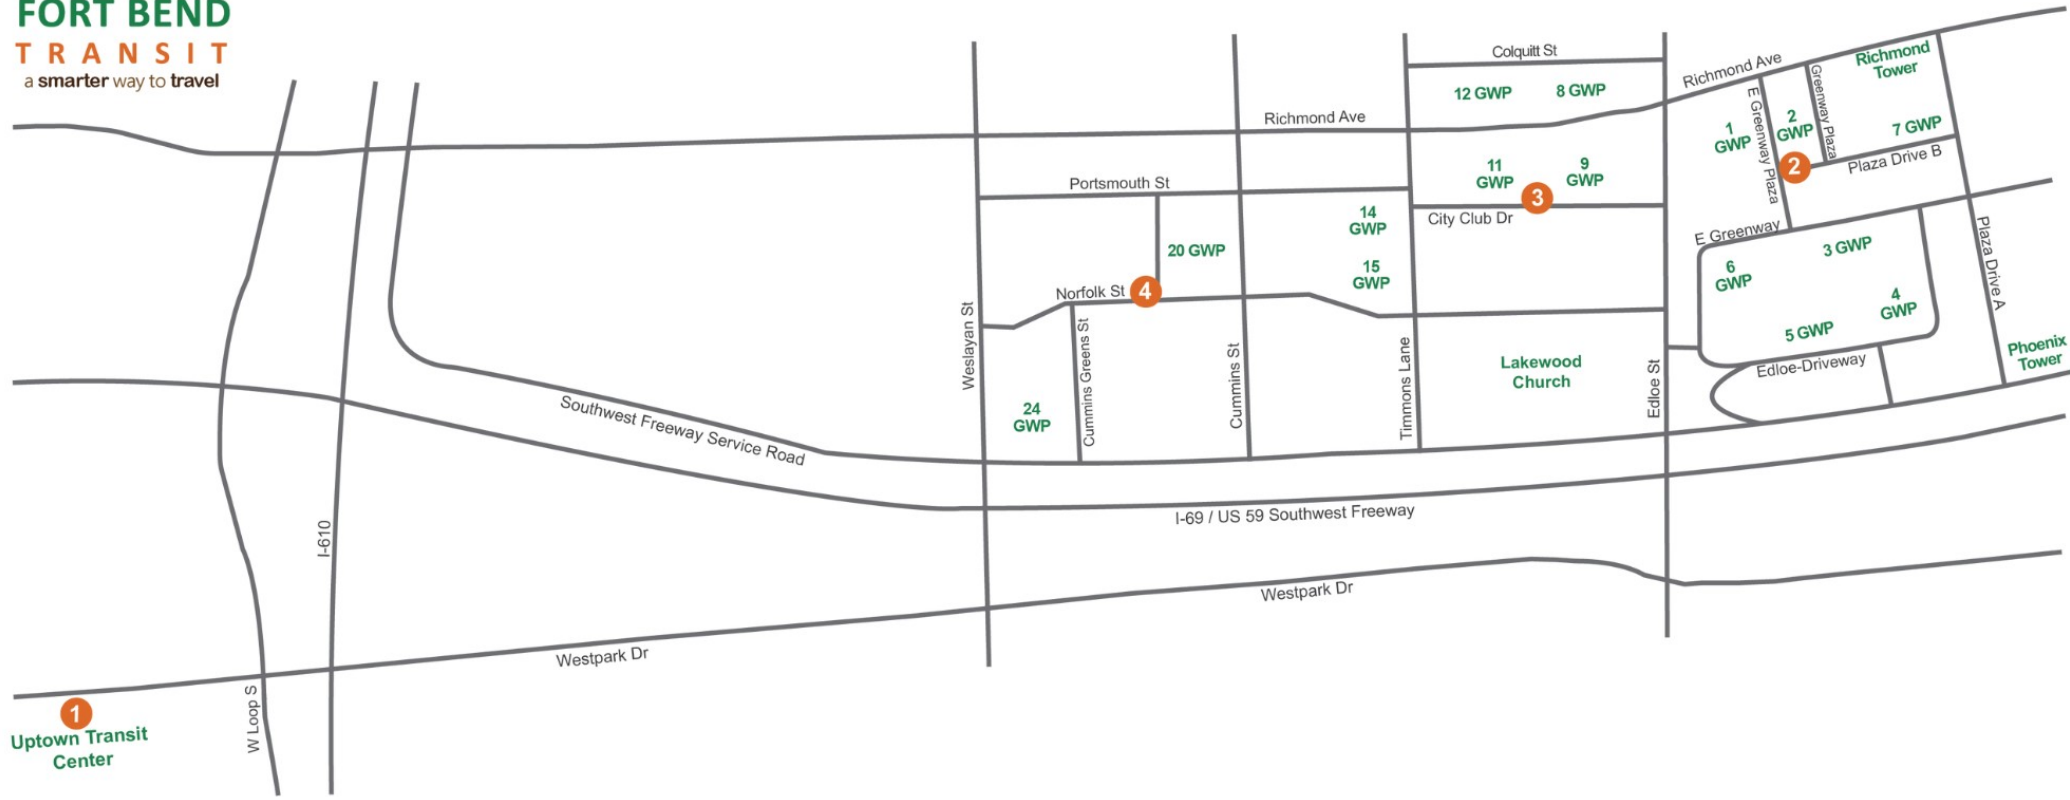 FORT BEND
TRANSIT
a smarter way to travel
Colquitt St
12 GWP
8 GWP
Richmond Ave
Richmond Ave
Richmond
Tower
E Greenway Plaza
Greenway Plaza
1
GWP
2
GWP
7 GWP
2
Plaza Drive B
Portsmouth St
11
GWP
9
GWP
3
City Club Dr
14
GWP
20 GWP
15
GWP
E Greenway
3 GWP
6
GWP
4
GWP
5 GWP
Plaza Drive A
Norfolk St
4
Weslayan St
Cummins Greens St
Cummins St
Timmons Lane
Edloe St
Lakewood
Church
Edloe-Driveway
Phoenix
Tower
24
GWP
Southwest Freeway Service Road
I-69 / US 59 Southwest Freeway
I-610
Westpark Dr
Westpark Dr
W Loop S
1
Uptown Transit
Center